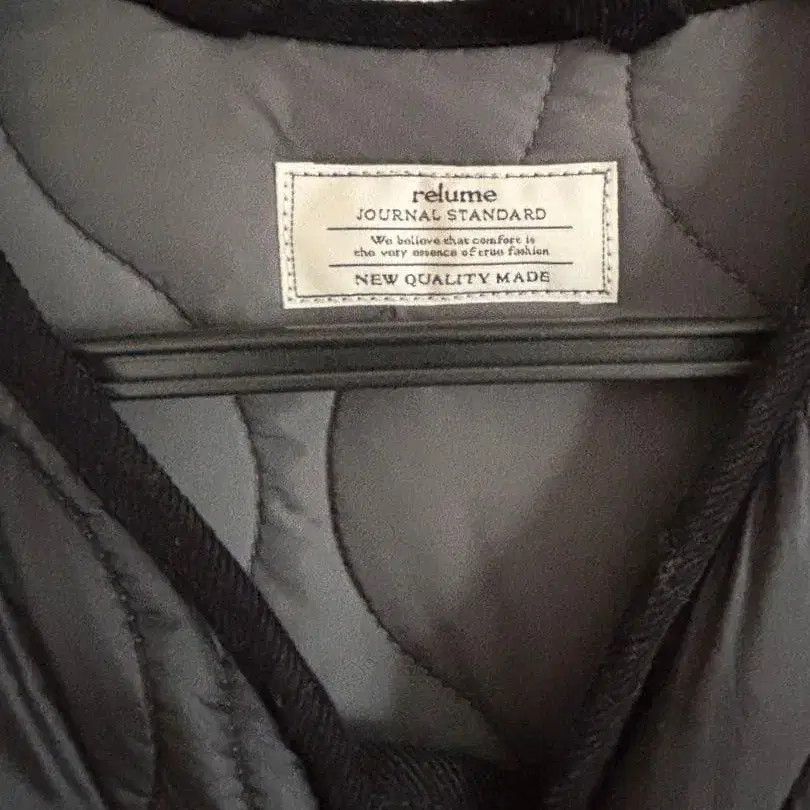 relume
JOURNAL STANDARD
We believe that comfort is
the very essence of true fashion
NEW QUALITY MADE